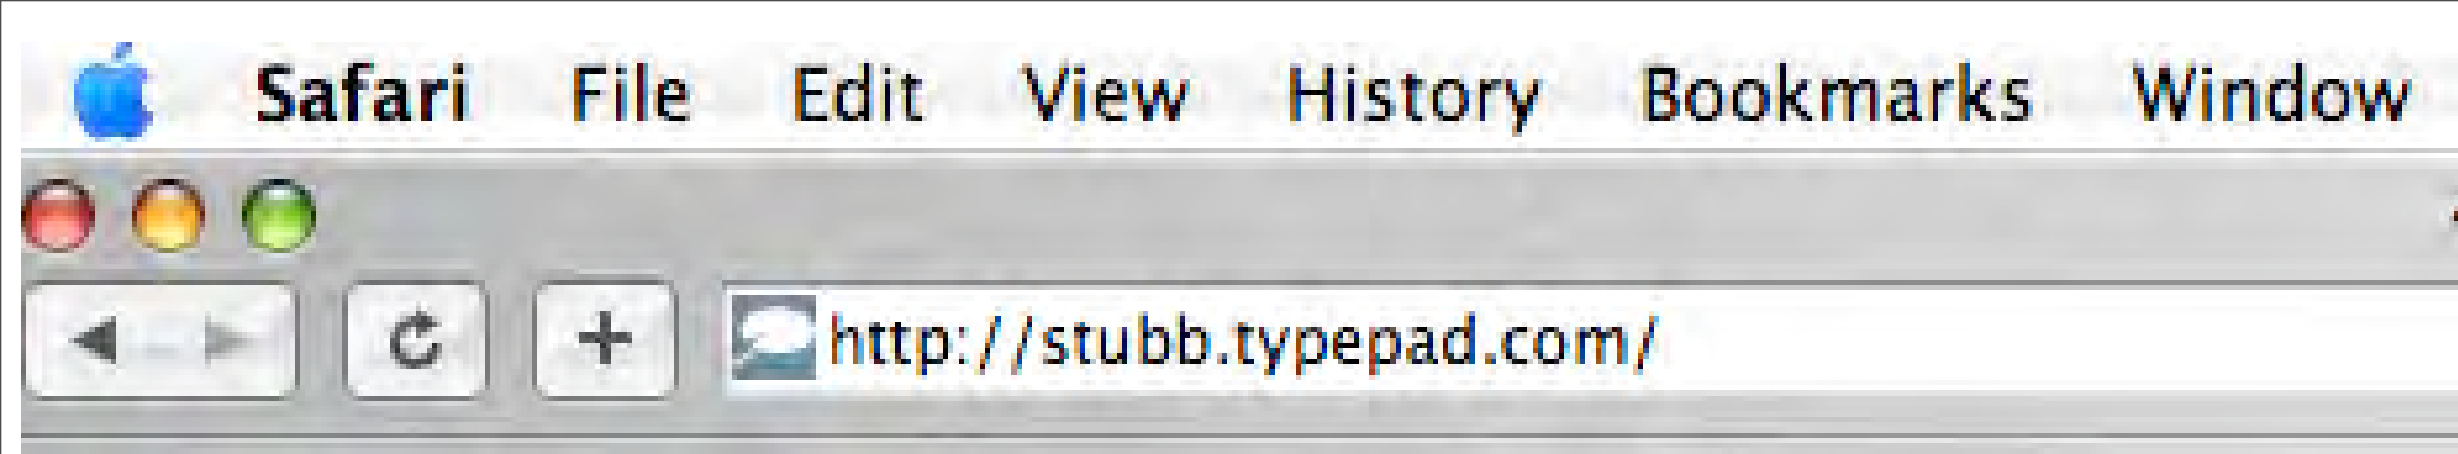 Safari File Edit View History Bookmarks Window
http://stubb.typepad.com/